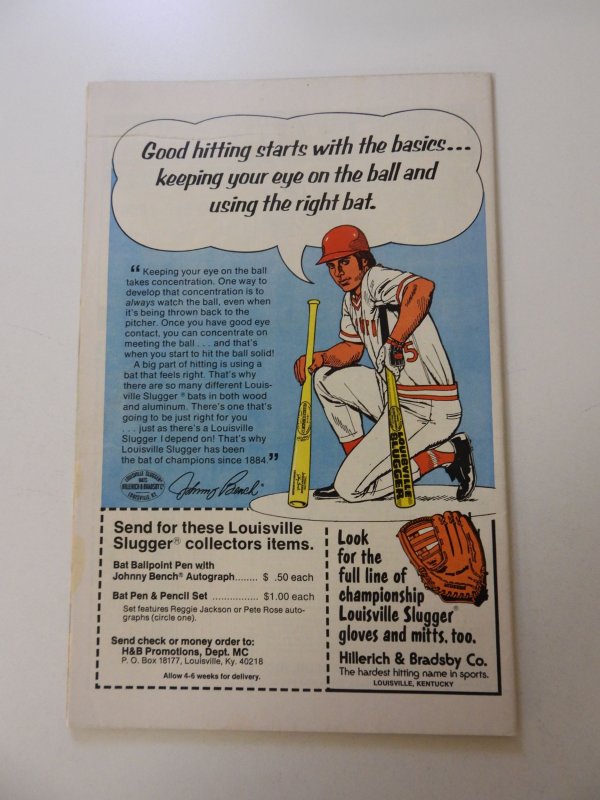 Good hitting starts with the basics...
keeping your eye on the ball and
using the right bat.
“ Keeping your eye on the ball
takes concentration. One way to
develop that concentration is to
always watch the ball, even when
it's being thrown back to the
pitcher. Once you have good eye
contact, you can concentrate on
meeting the ball . . . and that's
when you start to hit the ball solid!
A big part of hitting is using a
bat that feels right. That's why
there are so many different Louis-
ville Slugger® bats in both wood
and aluminum. There's one that's
going to be just right for you
. . . just as there's a Louisville
Slugger I depend on! That's why
Louisville Slugger has been
the bat of champions since 1884.”
LOUISVILLE SLUGGER
BATS
HILLERICH & BRADSBY Co
LOUISVILLE, KY.
Johnny Bench
5
LOUISVILLE
SLUGGER
Send for these Louisville
Slugger® collectors items.
Bat Ballpoint Pen with
Johnny Bench® Autograph........ $ .50 each
Bat Pen & Pencil Set ................ $1.00 each
Set features Reggie Jackson or Pete Rose auto-
graphs (circle one).
Send check or money order to:
H&B Promotions, Dept. MC
P. O. Box 18177, Louisville, Ky. 40218
Allow 4-6 weeks for delivery.
Look
for the
full line of
championship
Louisville Slugger®
gloves and mitts, too.
Hillerich & Bradsby Co.
The hardest hitting name in sports.
LOUISVILLE, KENTUCKY